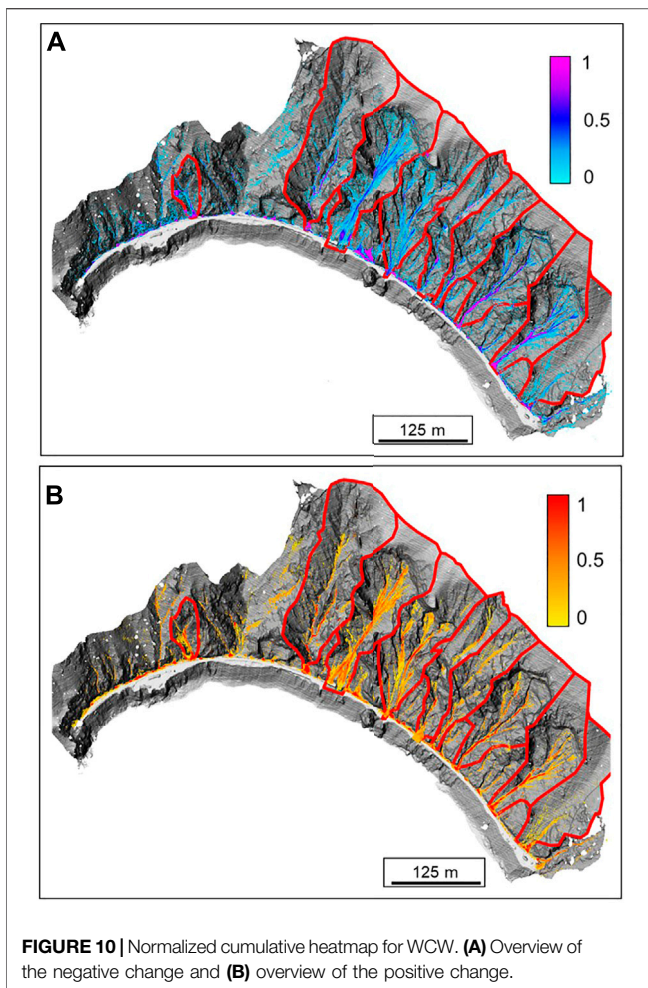 A
1
0.5
0
125 m
B
1
0.5
0
125 m
FIGURE 10 | Normalized cumulative heatmap for WCW. (A) Overview of
the negative change and (B) overview of the positive change.